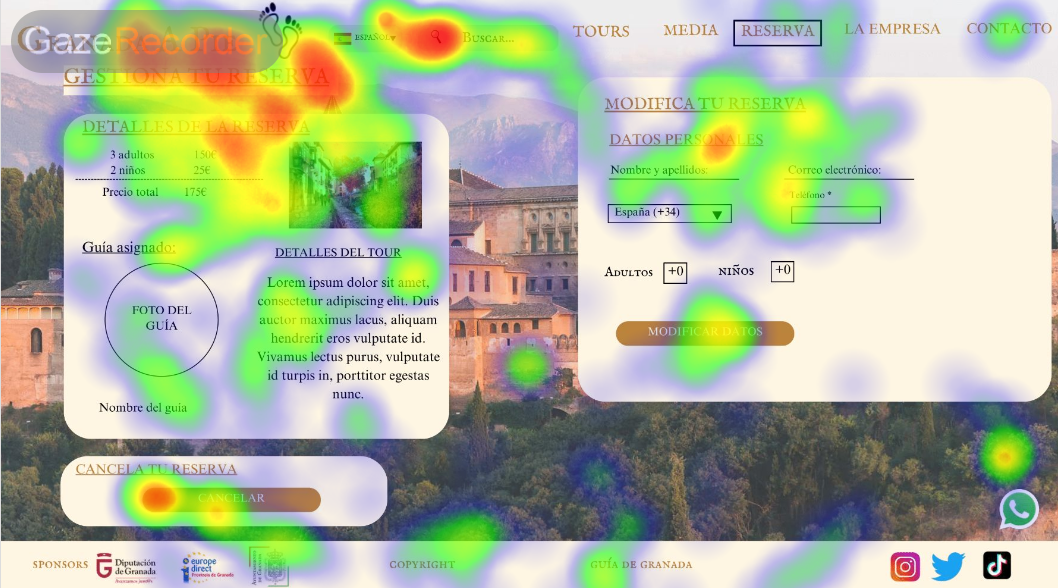 GazeRecorder
ESPAÑOL
Buscar...
TOURS
MEDIA
RESERVA
LA EMPRESA
CONTACTO
GESTIONA TU RESERVA
DETALLES DE LA RESERVA
3 adultos 150€
2 niños 25€
Precio total 175€
Guía asignado:
FOTO DEL
GUÍA
Nombre del guía
DETALLES DEL TOUR
Lorem ipsum dolor sit amet,
consectetur adipiscing elit. Duis
auctor maximus lacus, aliquam
hendrerit eros vulputate id.
Vivamus lectus purus, vulputate
id turpis in, porttitor egestas
nunc.
MODIFICA TU RESERVA
DATOS PERSONALES
Nombre y apellidos:
Correo electrónico:
Teléfono *
España (+34)
Adultos +0
niños +0
MODIFICAR DATOS
CANCELA TU RESERVA
CANCELAR
SPONSORS
Diputación
de Granada
europe
direct
Provincia de Granada
COPYRIGHT
GUÍA DE GRANADA